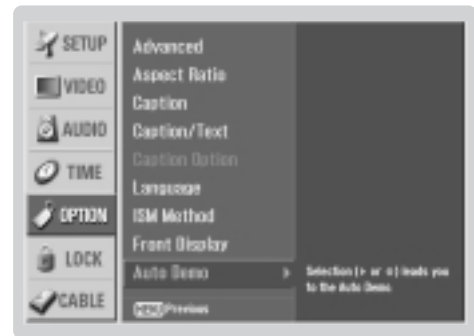 SETUP
VIDEO
AUDIO
TIME
OPTION
LOCK
CABLE
Advanced
Aspect Ratio
Caption
Caption/Text
Caption Option
Language
ISM Method
Front Display
Auto Demo
MENU Previous
Selection (▶ or ⊙) leads you
to the Auto Demo.